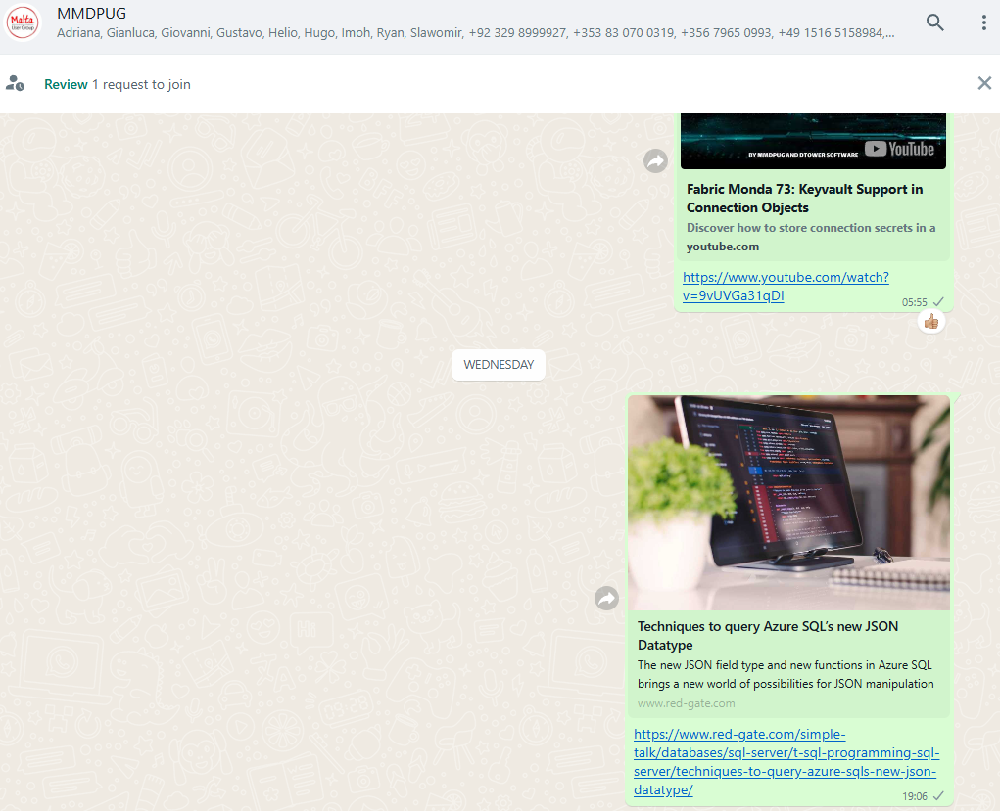 Malta
User Group
MMDPUG
Adriana, Gianluca, Giovanni, Gustavo, Helio, Hugo, Imoh, Ryan, Slawomir, +92 329 8999927, +353 83 070 0319, +356 7965 0993, +49 1516 5158984,...
Review 1 request to join
BY MMDPUG AND DTOWER SOFTWARE
YouTube
Fabric Monda 73: Keyvault Support in
Connection Objects
Discover how to store connection secrets in a
youtube.com
https://www.youtube.com/watch?
v=9vUVGa31qDI
05:55
WEDNESDAY
Techniques to query Azure SQL’s new JSON
Datatype
The new JSON field type and new functions in Azure SQL
brings a new world of possibilities for JSON manipulation
www.red-gate.com
https://www.red-gate.com/simple-
talk/databases/sql-server/t-sql-programming-sql-
server/techniques-to-query-azure-sqls-new-json-
datatype/
19:06